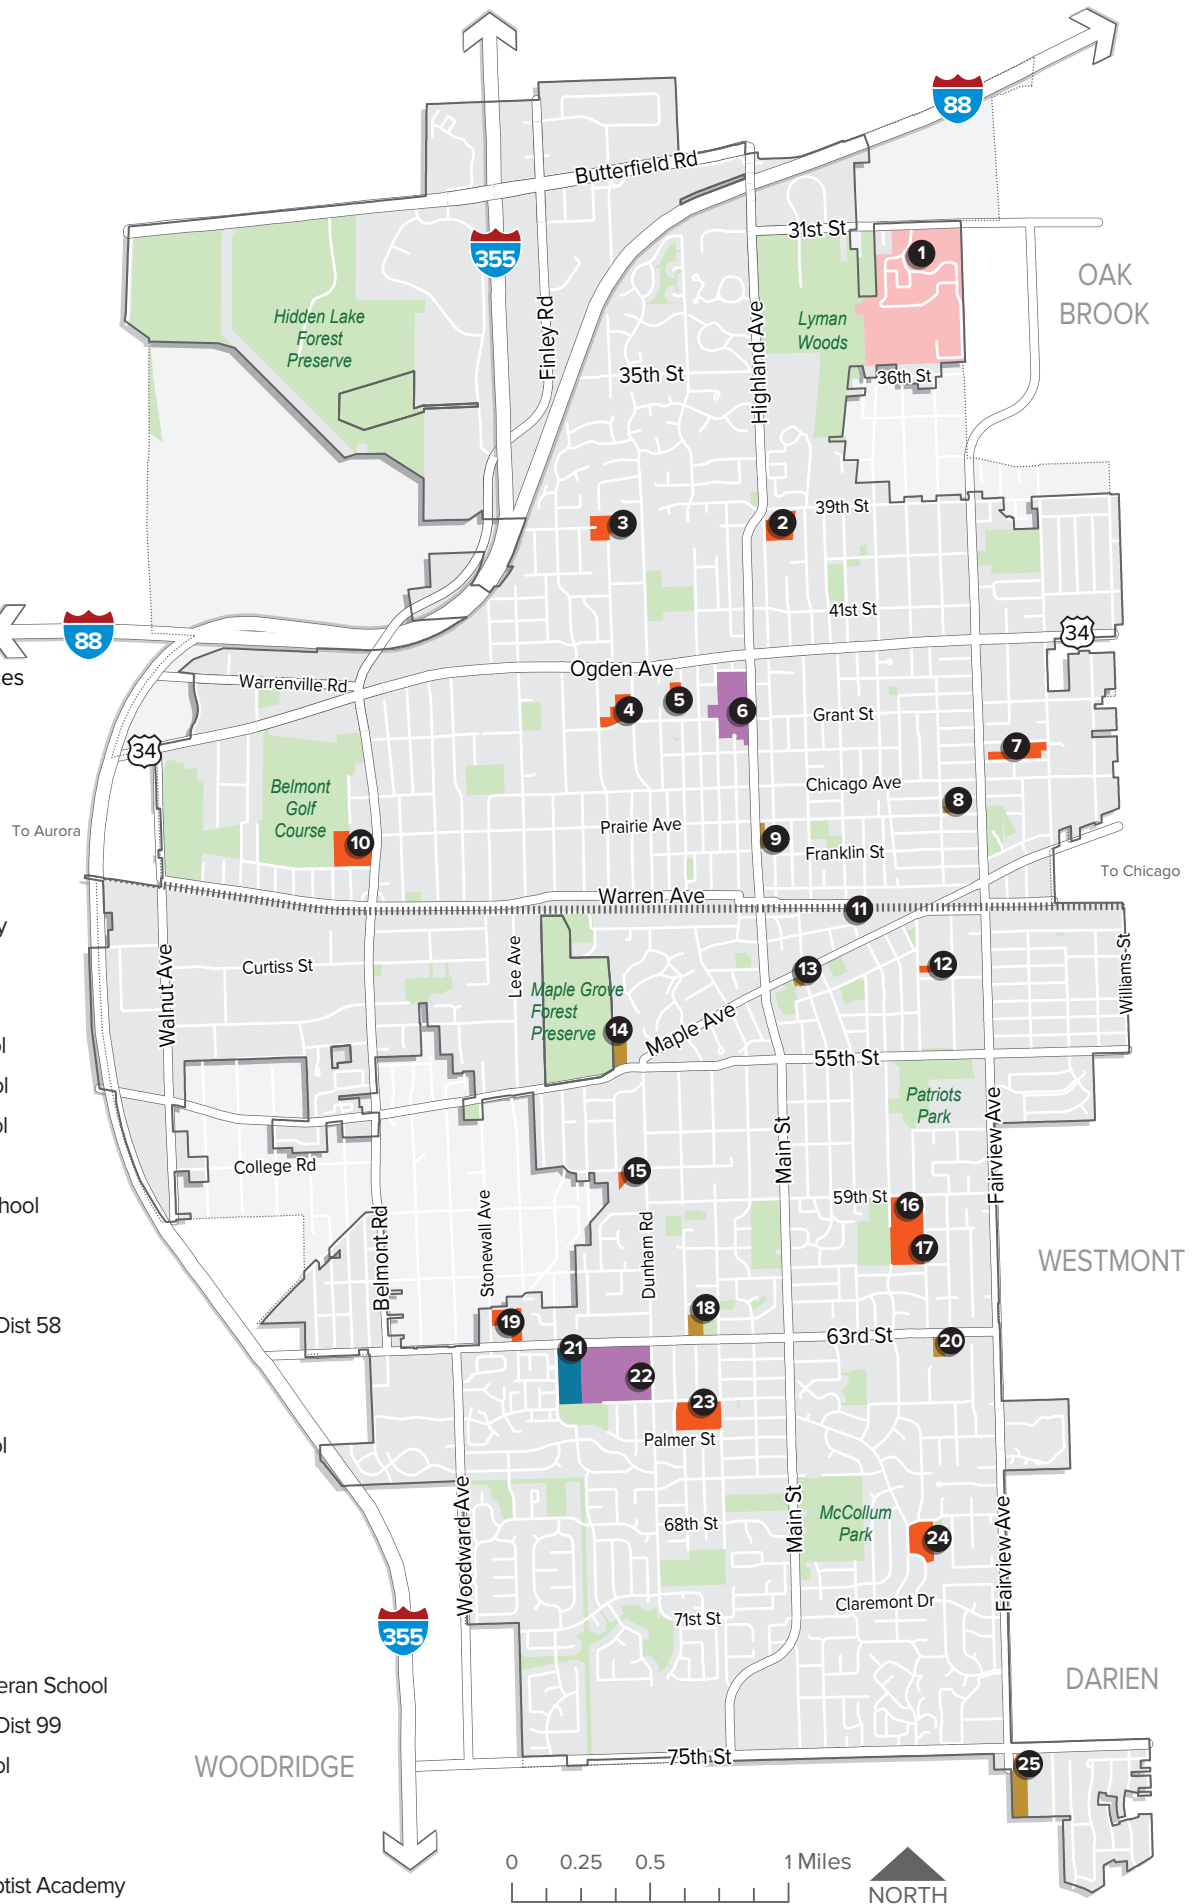 88
Butterfield Rd
31st St
1
355
OAK
BROOK
Hidden Lake
Forest
Preserve
Finley Rd
Highland Ave
Lyman
Woods
35th St
36th St
39th St
3
2
41st St
88
34
Ogden Ave
Warrenville Rd
4
5
6
Grant St
34
7
Chicago Ave
Belmont
Golf
Course
8
To Aurora
Prairie Ave
9
10
Franklin St
To Chicago
Warren Ave
11
Curtiss St
Walnut Ave
Lee Ave
12
13
Williams St
Maple Grove
Forest
Preserve
14
Maple Ave
55th St
Patriots
Park
Fairview Ave
Main St
College Rd
15
59th St
16
Stonewall Ave
Dunham Rd
17
Belmont Rd
WESTMONT
18
19
63rd St
20
21
22
23
Palmer St
Woodward Ave
Main St
68th St
McCollum
Park
24
Fairview Ave
Claremont Dr
71st St
355
DARIEN
eran School
Dist 99
WOODRIDGE
75th St
25
0 0.25 0.5 1 Miles
NORTH
ptist Academy
es
y
ol
ol
ol
hool
Dist 58
ol
ol